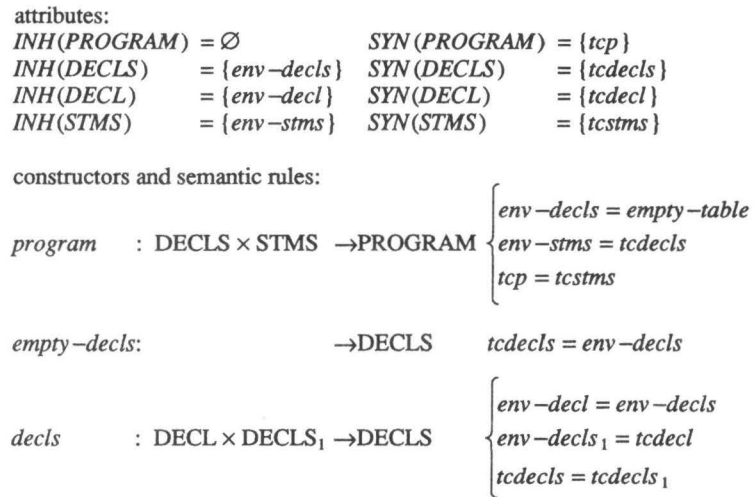 attributes:
INH(PROGRAM) = ∅ SYN(PROGRAM) = {tcp}
INH(DECLS) = {env−decls} SYN(DECLS) = {tcdecls}
INH(DECL) = {env−decl} SYN(DECL) = {tcdecl}
INH(STMS) = {env−stms} SYN(STMS) = {tcstms}
constructors and semantic rules:
env−decls = empty−table
program : DECLS × STMS →PROGRAM env−stms = tcdecls
tcp = tcstms
empty−decls: →DECLS tcdecls = env−decls
env−decl = env−decls
decls : DECL × DECLS₁ →DECLS env−decls₁ = tcdecl
tcdecls = tcdecls₁